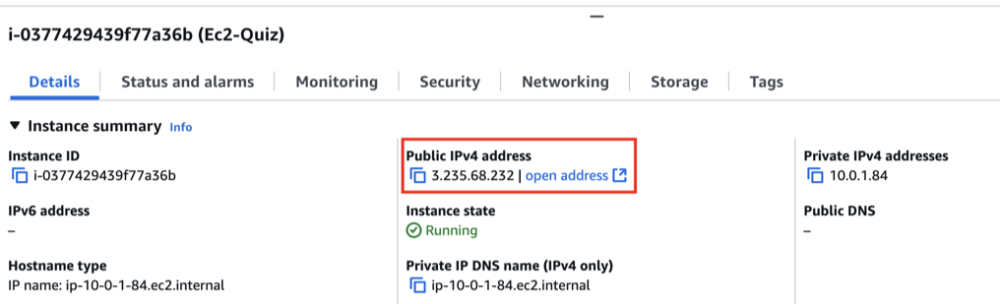 i-0377429439f77a36b (Ec2-Quiz)
Details
Status and alarms
Monitoring
Security
Networking
Storage
Tags
▼ Instance summary Info
Instance ID
i-0377429439f77a36b
Public IPv4 address
3.235.68.232 | open address
Private IPv4 addresses
10.0.1.84
IPv6 address
–
Instance state
Running
Public DNS
–
Hostname type
IP name: ip-10-0-1-84.ec2.internal
Private IP DNS name (IPv4 only)
ip-10-0-1-84.ec2.internal